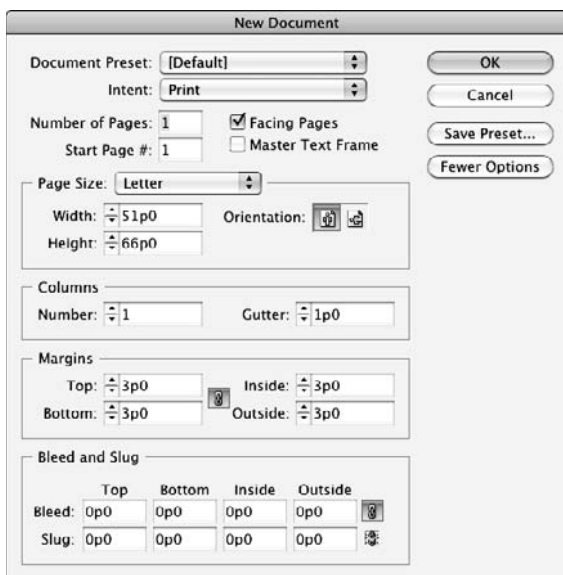 New Document
Document Preset: [Default]
Intent: Print
Number of Pages: 1
Facing Pages
Start Page #: 1
Master Text Frame
OK
Cancel
Save Preset...
Fewer Options
Page Size: Letter
Width: 51p0
Orientation:
Height: 66p0
Columns
Number: 1
Gutter: 1p0
Margins
Top: 3p0
Inside: 3p0
Bottom: 3p0
Outside: 3p0
Bleed and Slug
Top Bottom Inside Outside
Bleed: 0p0 0p0 0p0 0p0
Slug: 0p0 0p0 0p0 0p0